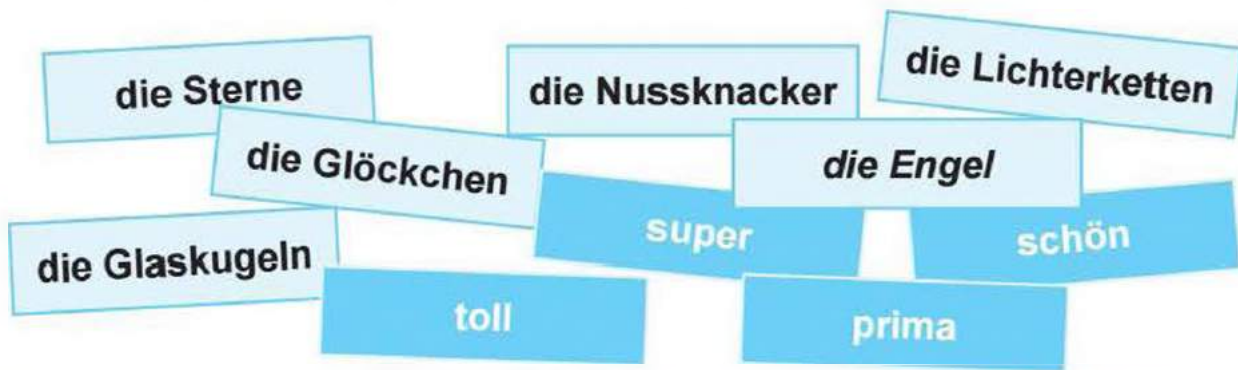 die Sterne
die Nussknacker
die Lichterketten
die Glöckchen
die Engel
die Glaskugeln
super
schön
toll
prima